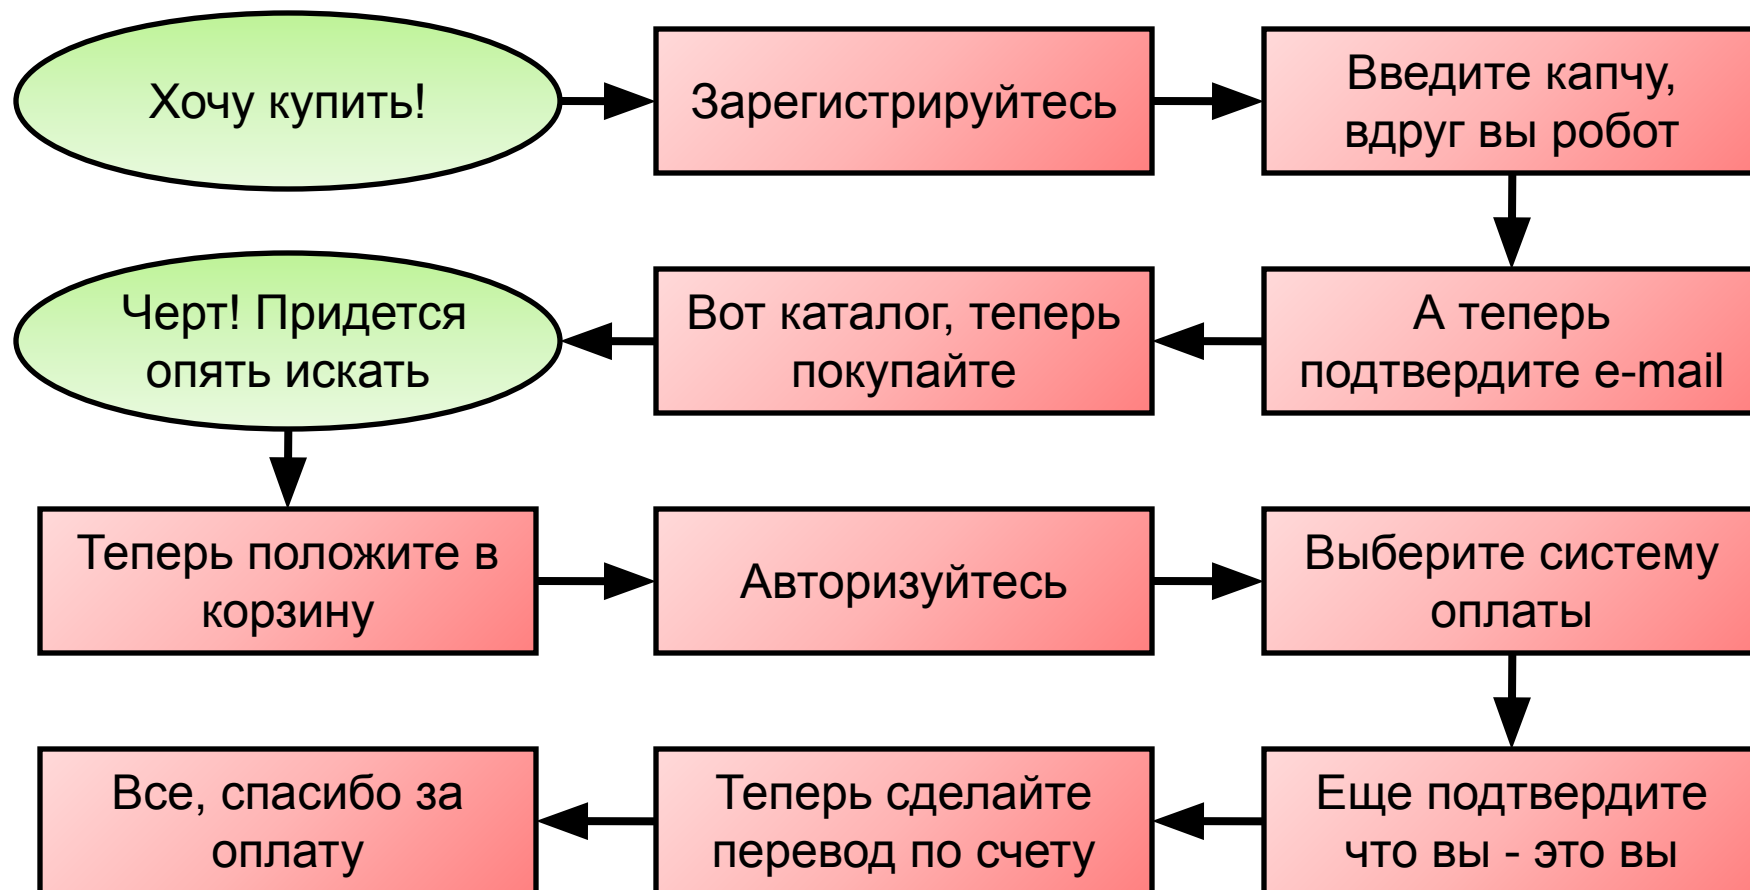 Хочу купить!
Зарегистрируйтесь
Введите капчу,
вдруг вы робот
А теперь
подтвердите e-mail
Вот каталог, теперь
покупайте
Черт! Придется
опять искать
Теперь положите в
корзину
Авторизуйтесь
Выберите систему
оплаты
Еще подтвердите
что вы - это вы
Теперь сделайте
перевод по счету
Все, спасибо за
оплату